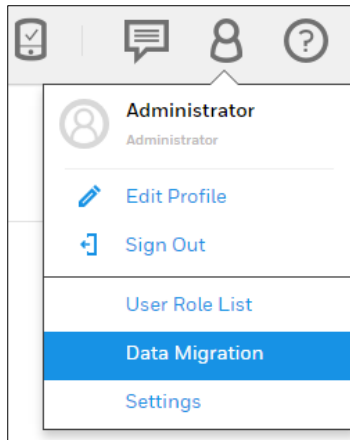 ?
Administrator
Administrator
Edit Profile
Sign Out
User Role List
Data Migration
Settings